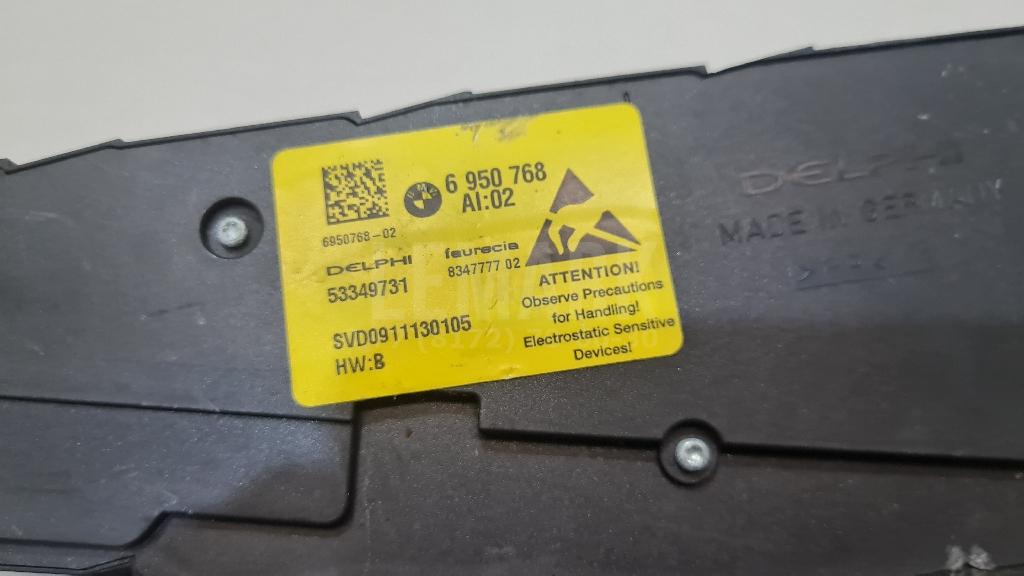 6 950 768
AI:02
6950768-02
DELPHI faurecia
53349731 8347777 02
SVD0911130105
HW:B
ATTENTION!
Observe Precautions
for Handling!
Electrostatic Sensitive
Devices!
BMW
DELPHI
MADE IN GERMANY